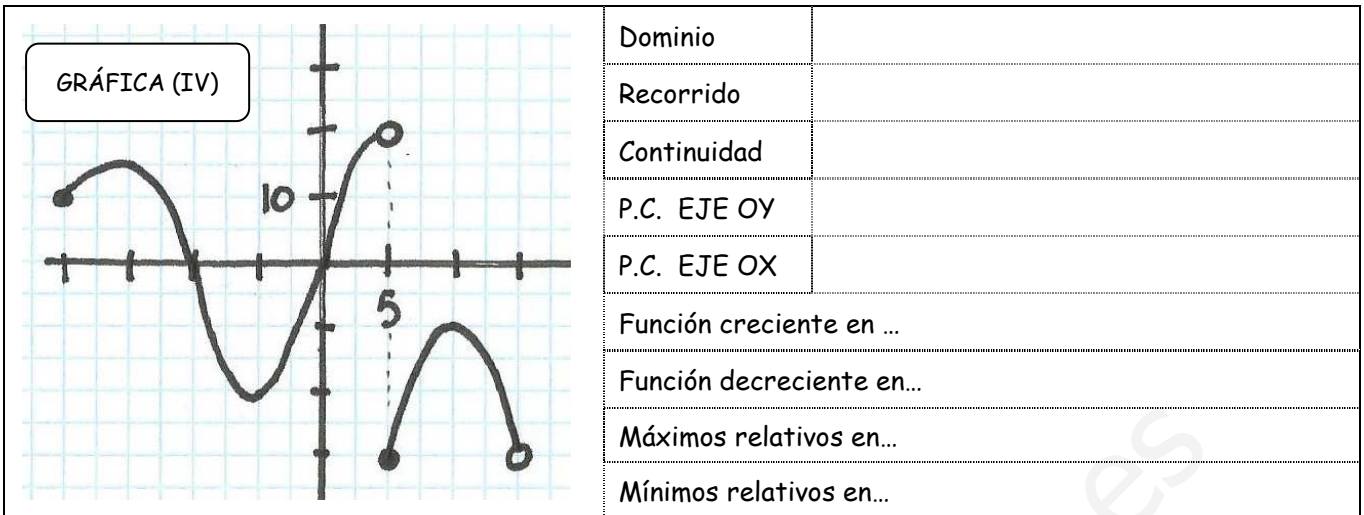 GRÁFICA (IV)
10
5
Dominio
Recorrido
Continuidad
P.C. EJE OY
P.C. EJE OX
Función creciente en ...
Función decreciente en...
Máximos relativos en...
Mínimos relativos en...
es